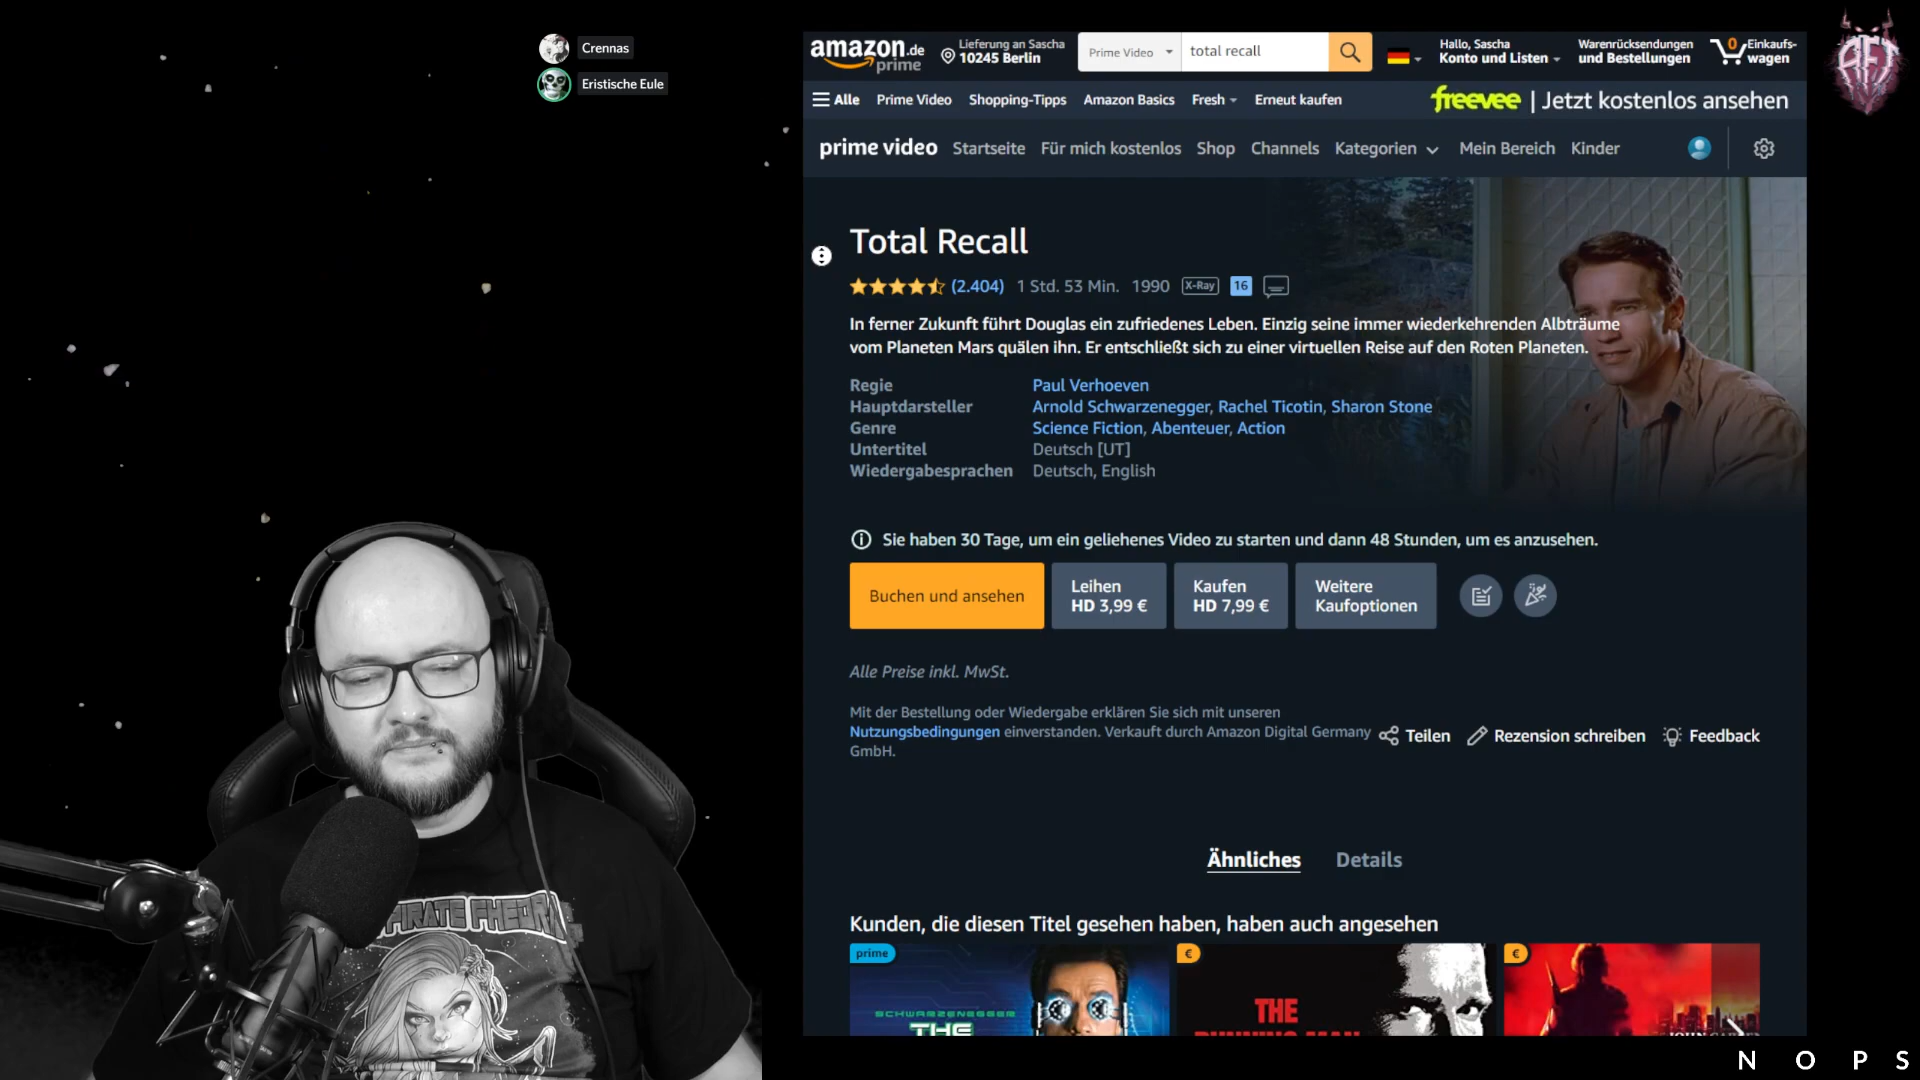 Crennas
Eristische Eule
amazon.de
prime
Lieferung an Sascha
10245 Berlin
Prime Video
total recall
Hallo, Sascha
Konto und Listen
Warenrücksendungen
und Bestellungen
0
Einkaufs-
wagen
Alle
Prime Video
Shopping-Tipps
Amazon Basics
Fresh
Erneut kaufen
freevee | Jetzt kostenlos ansehen
prime video
Startseite
Für mich kostenlos
Shop
Channels
Kategorien
Mein Bereich
Kinder
Total Recall
(2.404) 1 Std. 53 Min. 1990 X-Ray 16
In ferner Zukunft führt Douglas ein zufriedenes Leben. Einzig seine immer wiederkehrenden Albträume
vom Planeten Mars quälen ihn. Er entschließt sich zu einer virtuellen Reise auf den Roten Planeten.
Regie Paul Verhoeven
Hauptdarsteller Arnold Schwarzenegger, Rachel Ticotin, Sharon Stone
Genre Science Fiction, Abenteuer, Action
Untertitel Deutsch [UT]
Wiedergabesprachen Deutsch, English
Sie haben 30 Tage, um ein geliehenes Video zu starten und dann 48 Stunden, um es anzusehen.
Buchen und ansehen
Leihen
HD 3,99 €
Kaufen
HD 7,99 €
Weitere
Kaufoptionen
Alle Preise inkl. MwSt.
Mit der Bestellung oder Wiedergabe erklären Sie sich mit unseren
Nutzungsbedingungen einverstanden. Verkauft durch Amazon Digital Germany
GmbH.
Teilen
Rezension schreiben
Feedback
Ähnliches
Details
Kunden, die diesen Titel gesehen haben, haben auch angesehen
prime
SCHWARZENEGGER
THE
€
THE
RUNNING MAN
€
NOPS